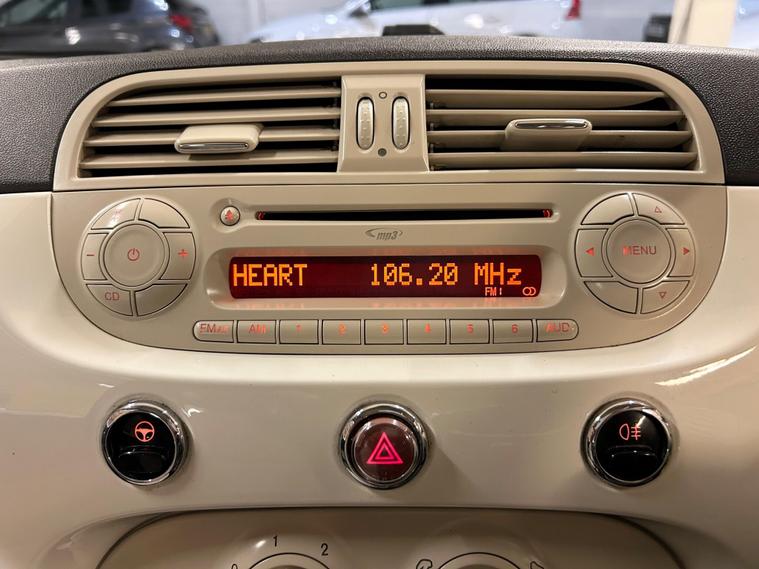 mp3
HEART 106.20 MHz
FM1
MENU
CD
FM AS AM 1 2 3 4 5 6 AUD
0 1 2